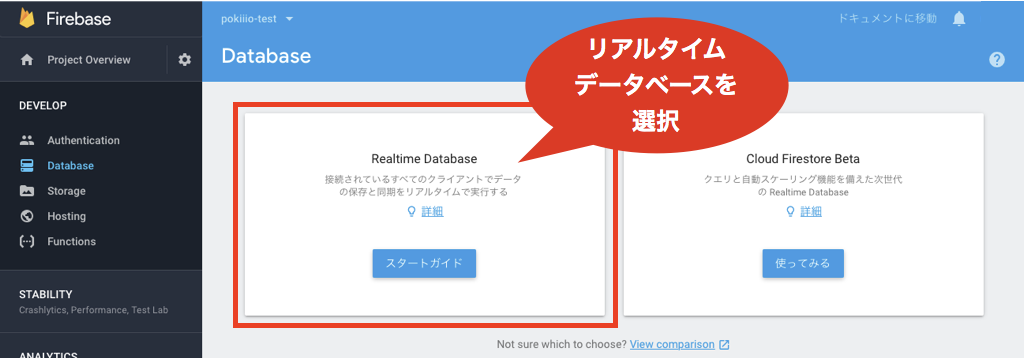 Firebase
Project Overview
DEVELOP
Authentication
Database
Storage
Hosting
Functions
STABILITY
Crashlytics, Performance, Test Lab
ANALYTICS
pokiiio-test
ドキュメントに移動
Database
リアルタイム
データベースを
選択
Realtime Database
接続されているすべてのクライアントでデータ
の保存と同期をリアルタイムで実行する
詳細
スタートガイド
Cloud Firestore Beta
クエリと自動スケーリング機能を備えた次世代
の Realtime Database
詳細
使ってみる
Not sure which to choose? View comparison